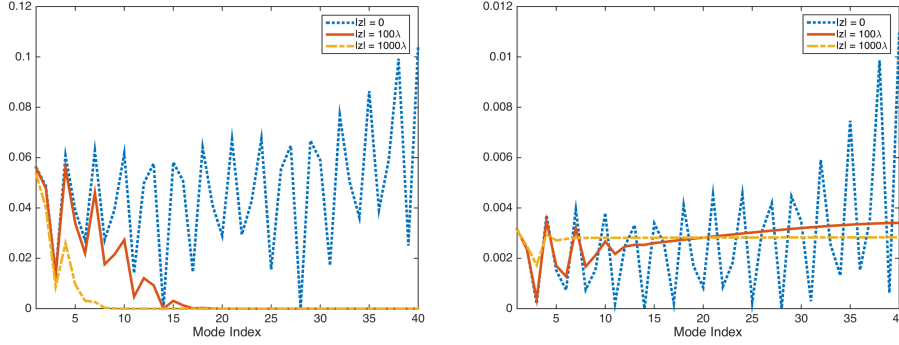 0.12
0.1
0.08
0.06
0.04
0.02
0
|z| = 0
|z| = 100λ
|z| = 1000λ
5 10 15 20 25 30 35 40
Mode Index
0.012
0.01
0.008
0.006
0.004
0.002
0
|z| = 0
|z| = 100λ
|z| = 1000λ
5 10 15 20 25 30 35 40
Mode Index